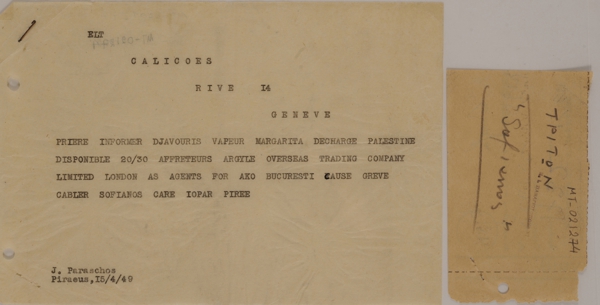 ELT
CALICOES
RIVE 14
GENEVE
PRIERE INFORMER DJAVOURIS VAPEUR MARGARITA DECHARGE PALESTINE
DISPONIBLE 20/30 AFFRETEURS ARGYLE OVERSEAS TRADING COMPANY
LIMITED LONDON AS AGENTS FOR AKO BUCURESTI CAUSE GREVE
CABLER SOFIANOS CARE IOPAR PIREE
J. Paraschos
Piraeus,15/4/49
ΤΡΙΤΩΝ
MT-021274